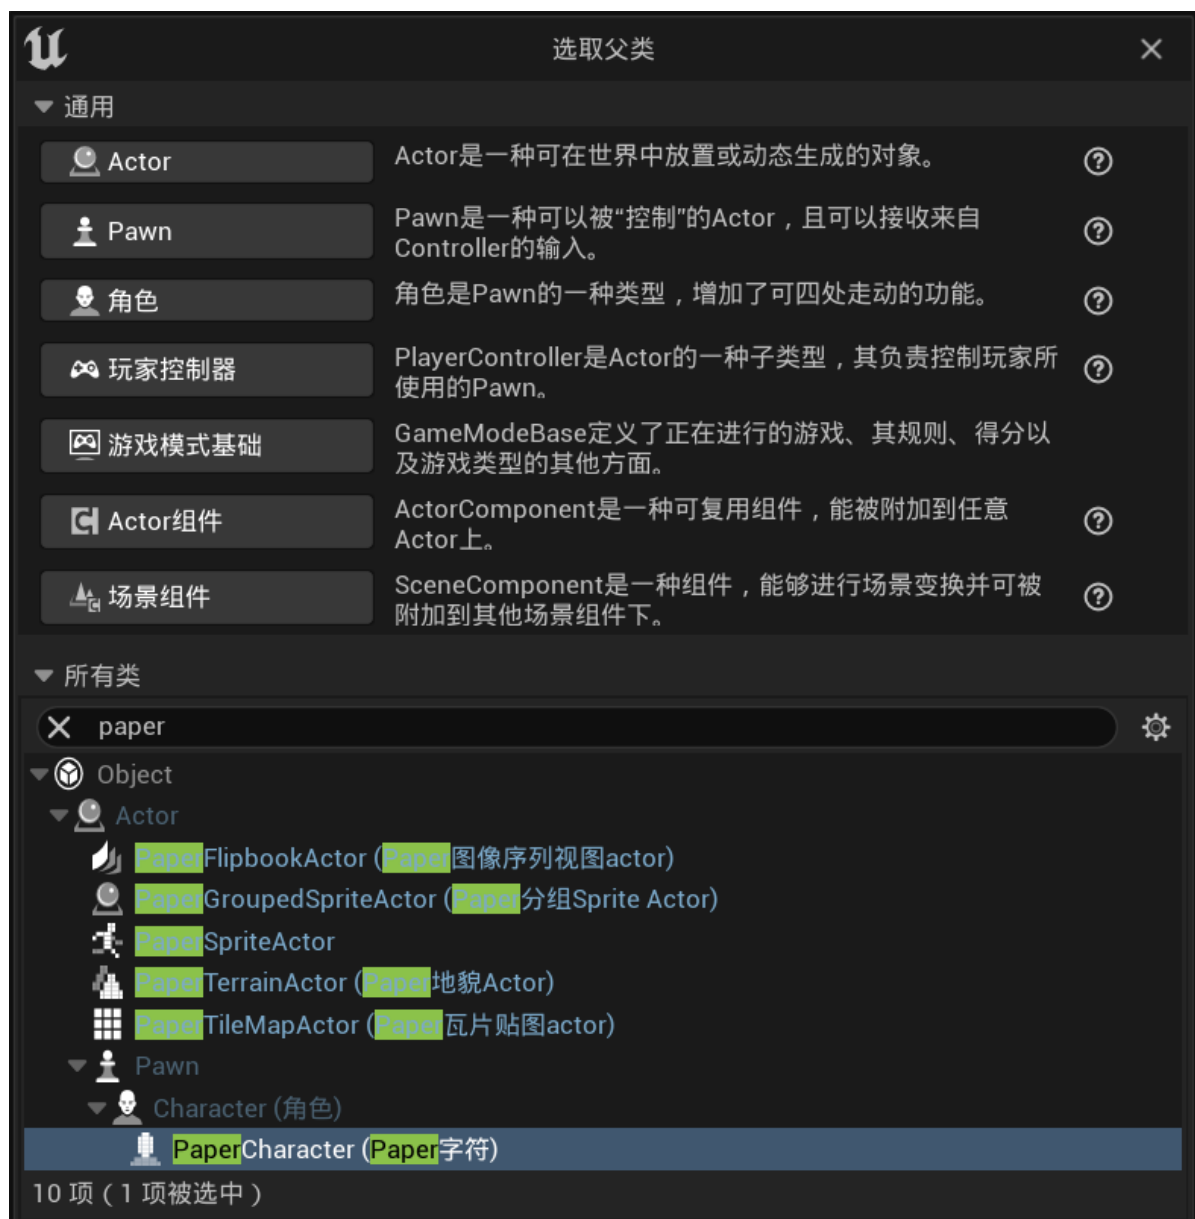 选取父类
通用
Actor
Actor是一种可在世界中放置或动态生成的对象。
Pawn
Pawn是一种可以被“控制”的Actor，且可以接收来自
Controller的输入。
角色
角色是Pawn的一种类型，增加了可四处走动的功能。
玩家控制器
PlayerController是Actor的一种子类型，其负责控制玩家所
使用的Pawn。
游戏模式基础
GameModeBase定义了正在进行的游戏、其规则、得分以
及游戏类型的其他方面。
Actor组件
ActorComponent是一种可复用组件，能被附加到任意
Actor上。
场景组件
SceneComponent是一种组件，能够进行场景变换并可被
附加到其他场景组件下。
所有类
paper
Object
Actor
PaperFlipbookActor (Paper图像序列视图actor)
PaperGroupedSpriteActor (Paper分组Sprite Actor)
PaperSpriteActor
PaperTerrainActor (Paper地貌Actor)
PaperTileMapActor (Paper瓦片贴图actor)
Pawn
Character (角色)
PaperCharacter (Paper字符)
10 项（1 项被选中）